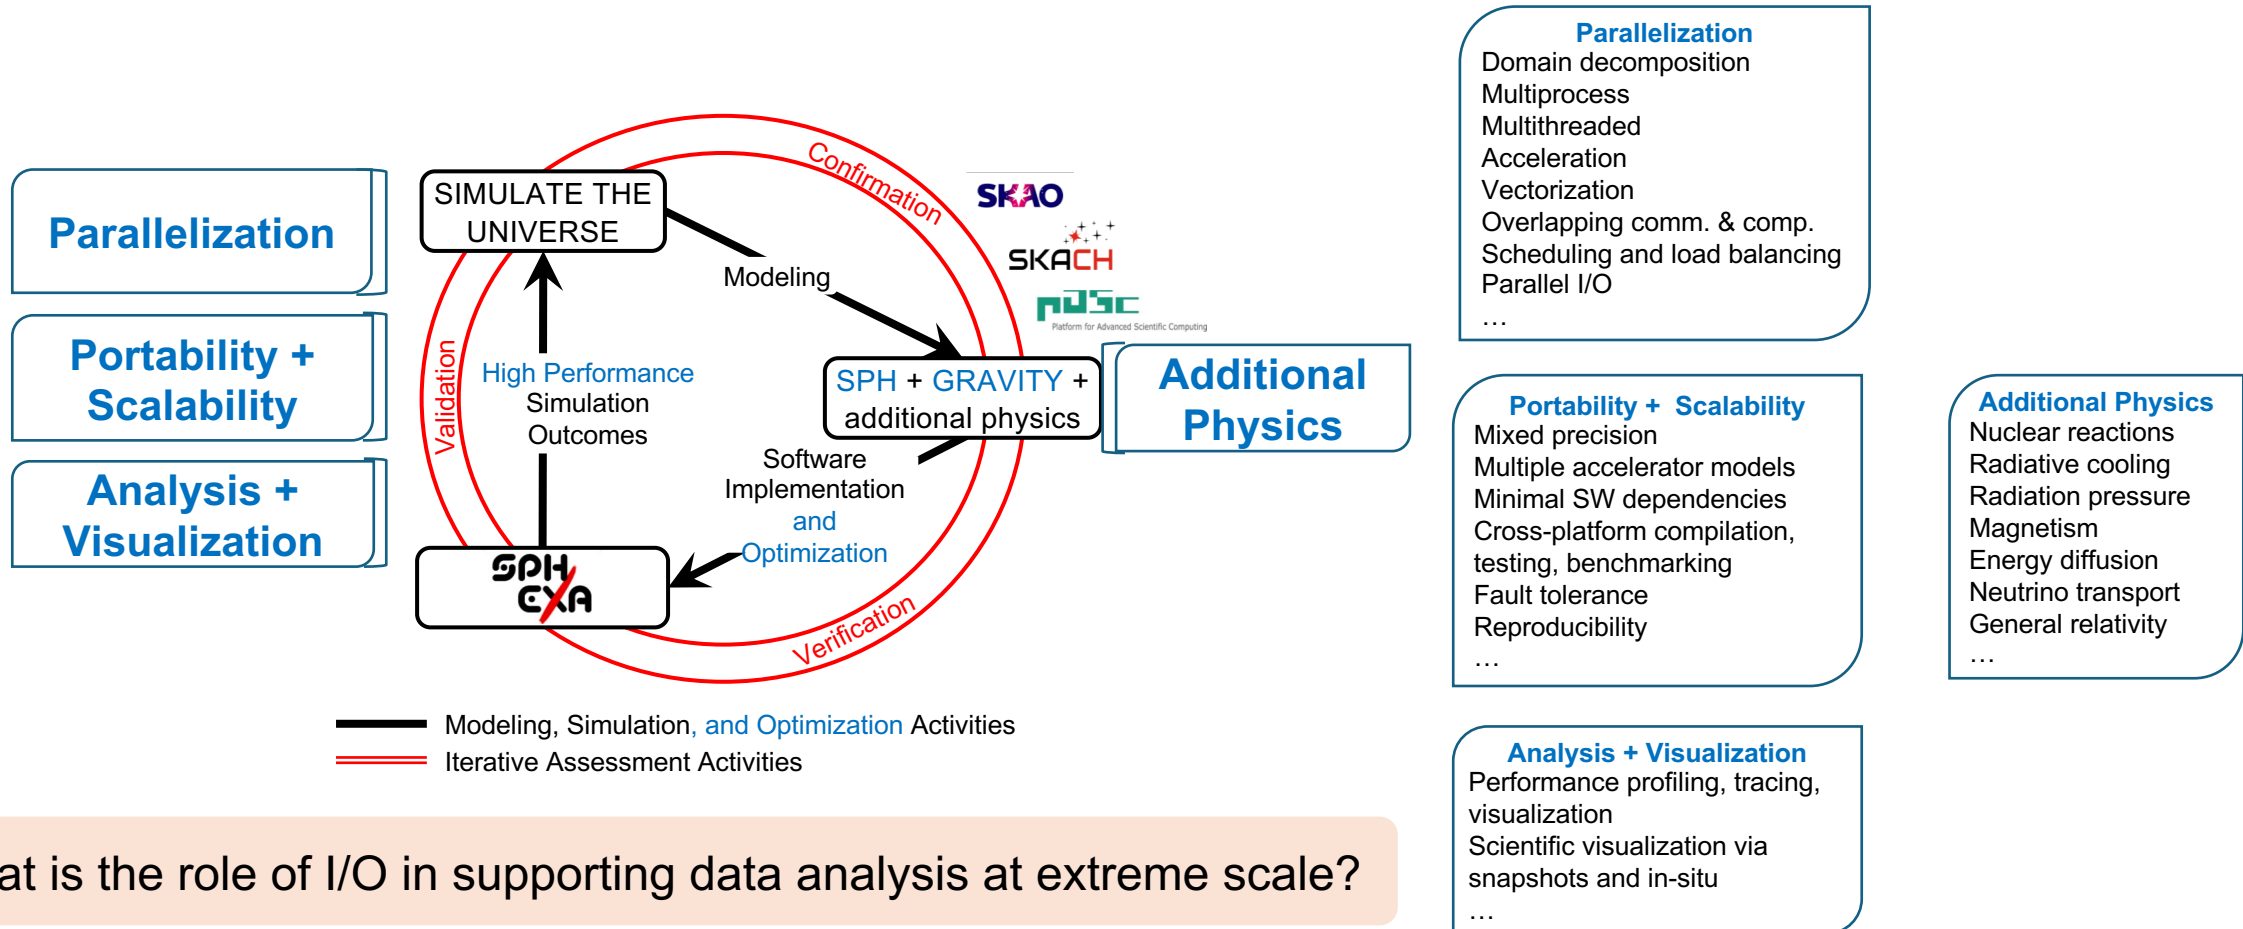 Parallelization
Portability +
Scalability
Analysis +
Visualization
SIMULATE THE
UNIVERSE
Confirmation
Modeling
Validation
High Performance
Simulation
Outcomes
SKAO
SKACH
PASC
Platform for Advanced Scientific Computing
SPH + GRAVITY +
additional physics
Additional
Physics
Software
Implementation
and
Optimization
SPH
EXA
Verification
Modeling, Simulation, and Optimization Activities
Iterative Assessment Activities
at is the role of I/O in supporting data analysis at extreme scale?
Parallelization
Domain decomposition
Multiprocess
Multithreaded
Acceleration
Vectorization
Overlapping comm. & comp.
Scheduling and load balancing
Parallel I/O
…
Portability + Scalability
Mixed precision
Multiple accelerator models
Minimal SW dependencies
Cross-platform compilation,
testing, benchmarking
Fault tolerance
Reproducibility
…
Additional Physics
Nuclear reactions
Radiative cooling
Radiation pressure
Magnetism
Energy diffusion
Neutrino transport
General relativity
…
Analysis + Visualization
Performance profiling, tracing,
visualization
Scientific visualization via
snapshots and in-situ
…